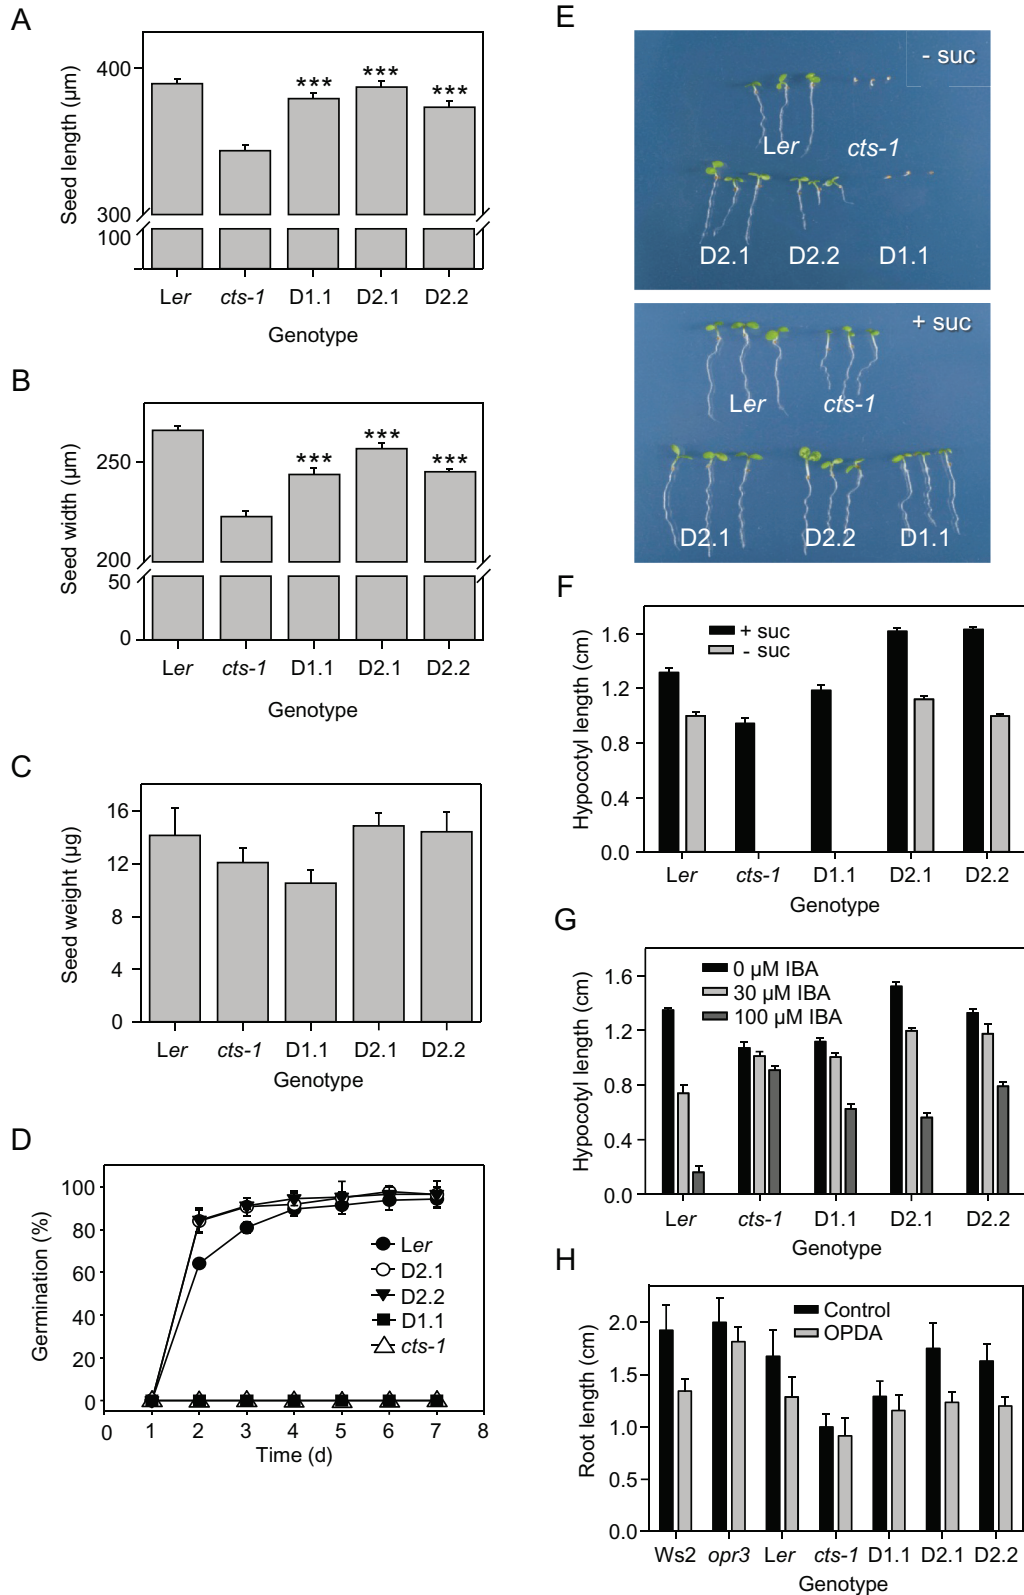 A
Seed length (µm)
400
300
100
Ler
cts-1
D1.1
D2.1
D2.2
***
***
***
Genotype
B
Seed width (µm)
250
200
50
0
***
***
***
Ler
cts-1
D1.1
D2.1
D2.2
Genotype
C
Seed weight (µg)
16
12
8
4
0
Ler
cts-1
D1.1
D2.1
D2.2
Genotype
D
Germination (%)
100
80
60
40
20
0
Ler
D2.1
D2.2
D1.1
cts-1
0 1 2 3 4 5 6 7 8
Time (d)
E
- suc
Ler
cts-1
D2.1
D2.2
D1.1
+ suc
Ler
cts-1
D2.1
D2.2
D1.1
F
Hypocotyl length (cm)
1.6
1.2
0.8
0.4
0.0
+ suc
- suc
Ler
cts-1
D1.1
D2.1
D2.2
Genotype
G
Hypocotyl length (cm)
1.6
1.2
0.8
0.4
0.0
0 µM IBA
30 µM IBA
100 µM IBA
Ler
cts-1
D1.1
D2.1
D2.2
Genotype
H
Root length (cm)
2.0
1.5
1.0
0.5
0.0
Control
OPDA
Ws2
opr3
Ler
cts-1
D1.1
D2.1
D2.2
Genotype